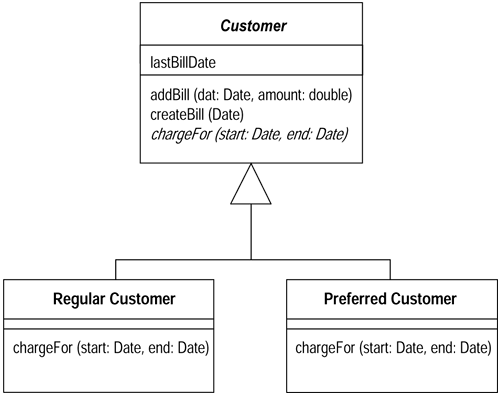 Customer
lastBillDate
addBill (dat: Date, amount: double)
createBill (Date)
chargeFor (start: Date, end: Date)
Regular Customer
chargeFor (start: Date, end: Date)
Preferred Customer
chargeFor (start: Date, end: Date)